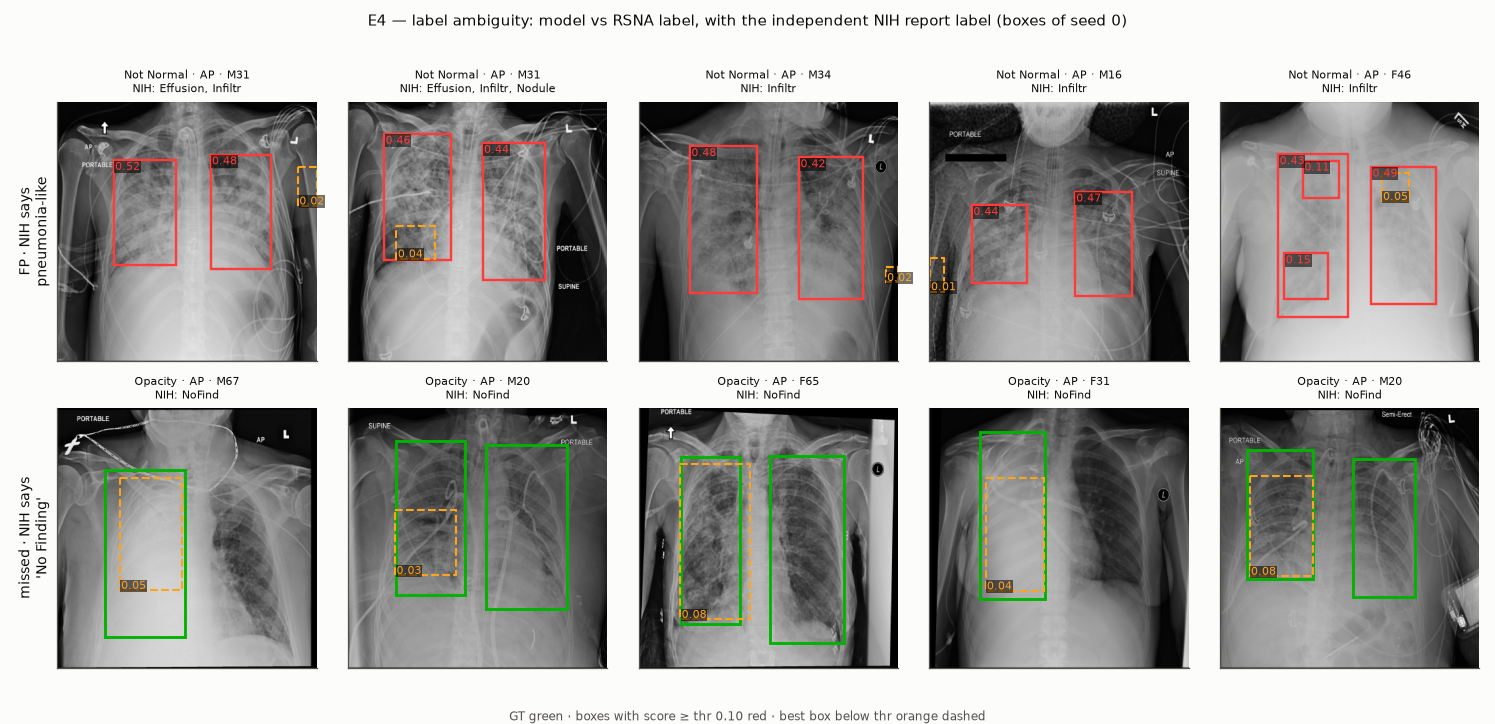 E4 — label ambiguity: model vs RSNA label, with the independent NIH report label (boxes of seed 0)
Not Normal · AP · M31
NIH: Effusion, Infiltr
Not Normal · AP · M31
NIH: Effusion, Infiltr, Nodule
Not Normal · AP · M34
NIH: Infiltr
Not Normal · AP · M16
NIH: Infiltr
Not Normal · AP · F46
NIH: Infiltr
FP · NIH says
pneumonia-like
AP
PORTABLE
L
0.52
0.48
0.02
0.46
0.44
0.04
L
PORTABLE
SUPINE
0.48
0.42
0.02
L
L
PORTABLE
L
AP
SUPINE
0.44
0.47
0.01
0.43
0.11
0.15
0.49
0.05
Opacity · AP · M67
NIH: NoFind
Opacity · AP · M20
NIH: NoFind
Opacity · AP · F65
NIH: NoFind
Opacity · AP · F31
NIH: NoFind
Opacity · AP · M20
NIH: NoFind
missed · NIH says
'No Finding'
PORTABLE
AP
L
0.05
SUPINE
L
PORTABLE
0.03
PORTABLE
L
0.08
L
0.04
Semi-Erect
L
PORTABLE
AP
0.08
GT green · boxes with score ≥ thr 0.10 red · best box below thr orange dashed